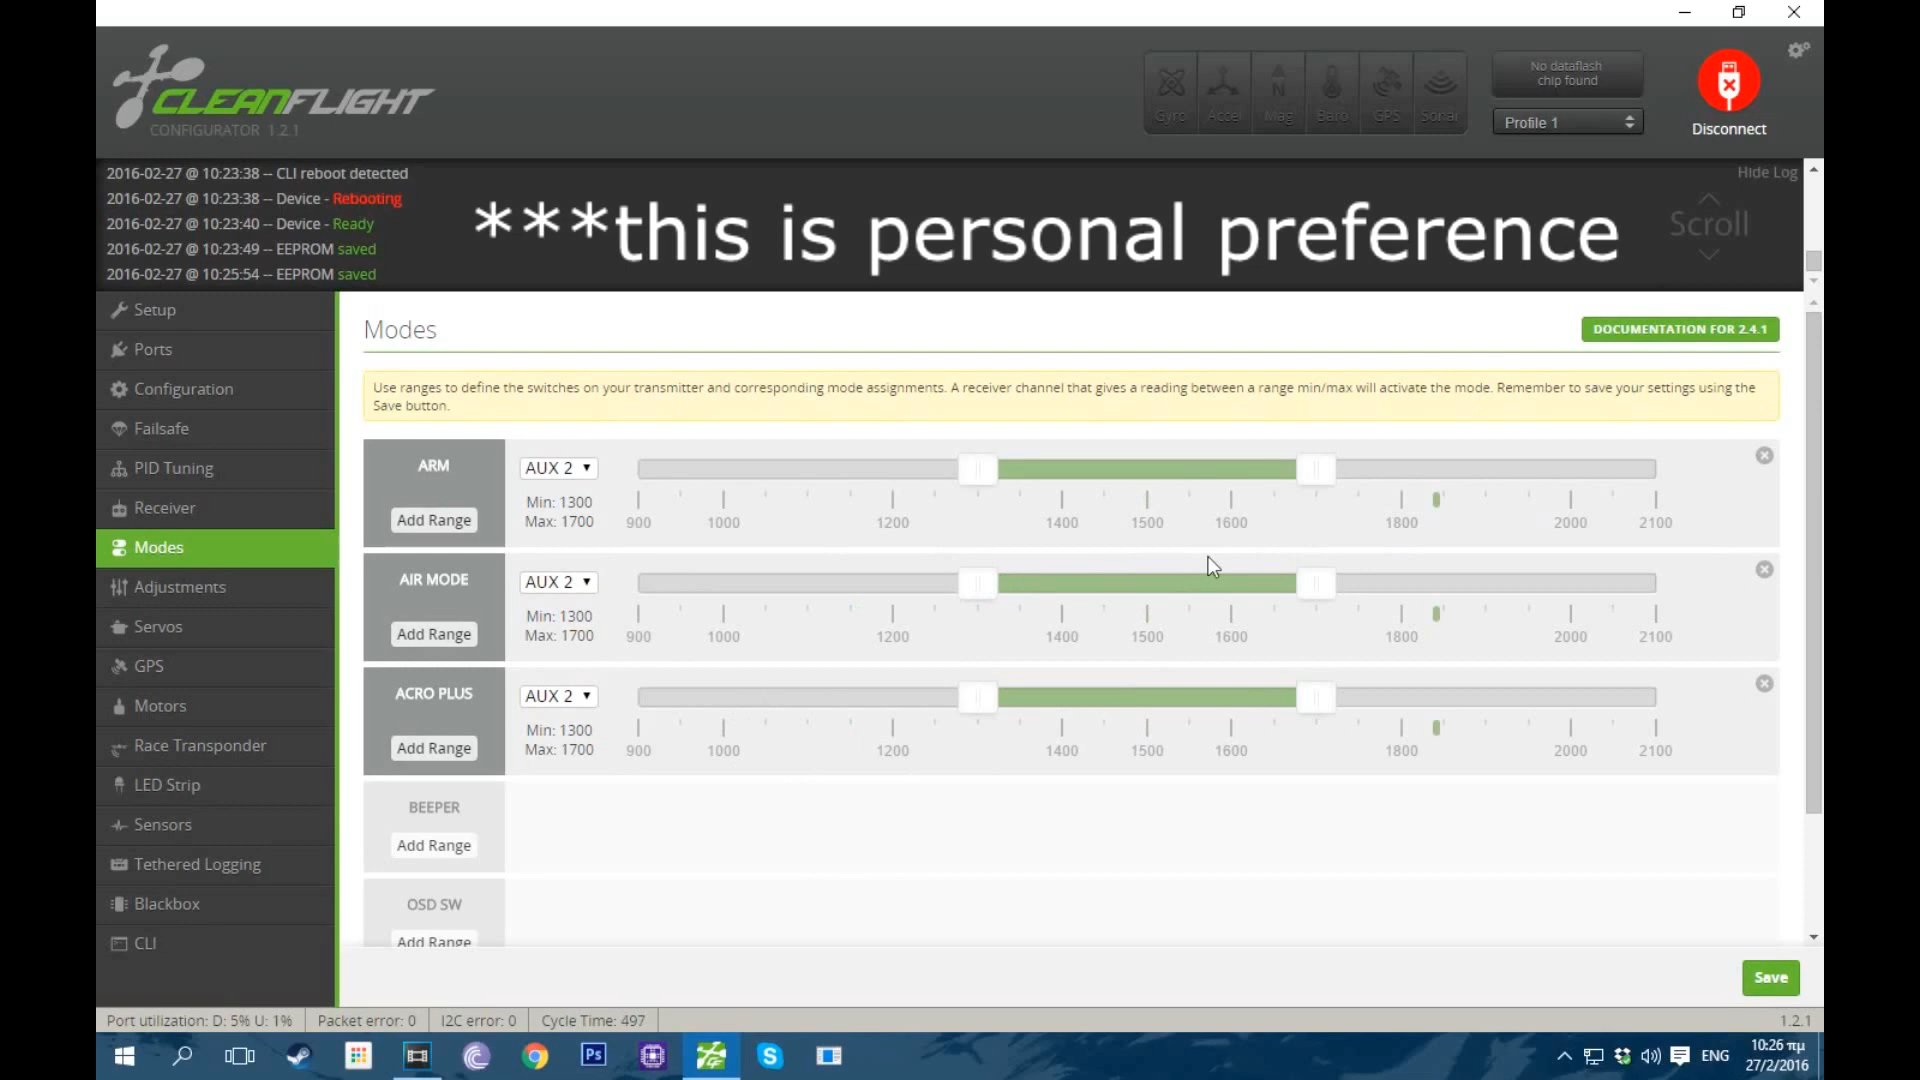 CLEANFLIGHT
CONFIGURATOR 1.2.1
Gyro Accel Mag Baro GPS Sonar
No dataflash
chip found
Profile 1
Disconnect
2016-02-27 @ 10:23:38 -- CLI reboot detected
2016-02-27 @ 10:23:38 -- Device - Rebooting
2016-02-27 @ 10:23:40 -- Device - Ready
2016-02-27 @ 10:23:49 -- EEPROM saved
2016-02-27 @ 10:25:54 -- EEPROM saved
***this is personal preference
Hide Log
Scroll
Setup
Ports
Configuration
Failsafe
PID Tuning
Receiver
Modes
Adjustments
Servos
GPS
Motors
Race Transponder
LED Strip
Sensors
Tethered Logging
Blackbox
CLI
Modes
DOCUMENTATION FOR 2.4.1
Use ranges to define the switches on your transmitter and corresponding mode assignments. A receiver channel that gives a reading between a range min/max will activate the mode. Remember to save your settings using the
Save button.
ARM
Add Range
AUX 2
Min: 1300
Max: 1700
900 1000 1200 1400 1500 1600 1800 2000 2100
AIR MODE
Add Range
AUX 2
Min: 1300
Max: 1700
900 1000 1200 1400 1500 1600 1800 2000 2100
ACRO PLUS
Add Range
AUX 2
Min: 1300
Max: 1700
900 1000 1200 1400 1500 1600 1800 2000 2100
BEEPER
Add Range
OSD SW
Add Range
Save
Port utilization: D: 5% U: 1% Packet error: 0 I2C error: 0 Cycle Time: 497
1.2.1
Ps
ENG
10:26 πμ
27/2/2016